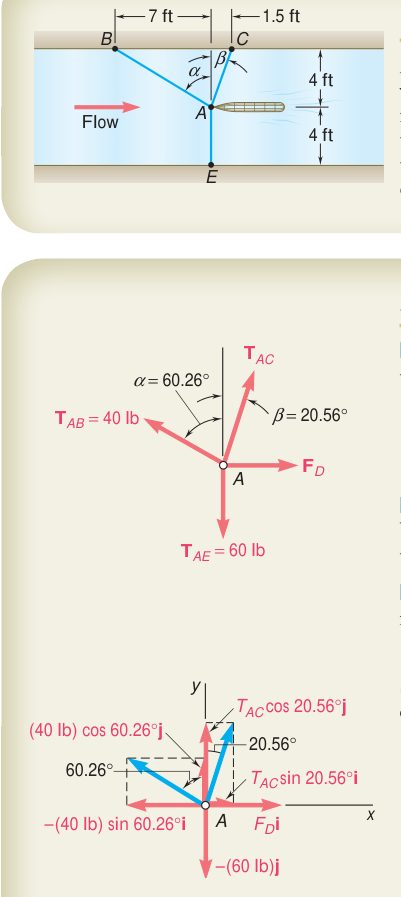 7 ft
1.5 ft
B
C
α
β
4 ft
A
Flow
4 ft
E
T_AC
α = 60.26°
T_AB = 40 lb
β = 20.56°
F_D
A
T_AE = 60 lb
y
T_AC cos 20.56°j
(40 lb) cos 60.26°j
20.56°
60.26°
T_AC sin 20.56°i
A
x
−(40 lb) sin 60.26°i
F_D i
−(60 lb)j